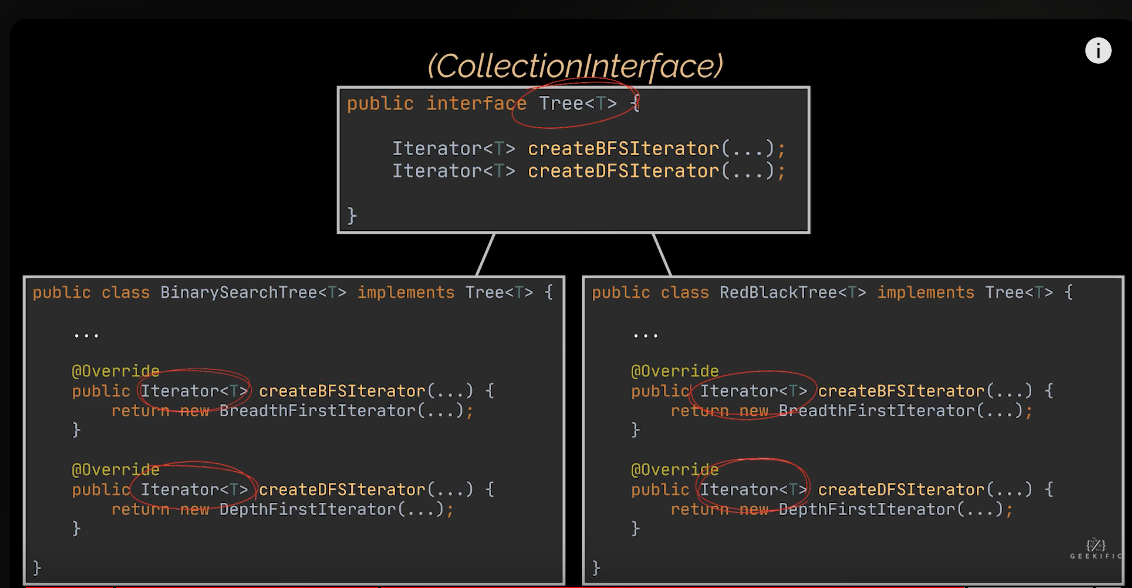 (CollectionInterface)
public interface Tree<T> {
Iterator<T> createBFSIterator(...);
Iterator<T> createDFSIterator(...);
}
public class BinarySearchTree<T> implements Tree<T> {
...
@Override
public Iterator<T> createBFSIterator(...) {
return new BreadthFirstIterator(...);
}
@Override
public Iterator<T> createDFSIterator(...) {
return new DepthFirstIterator(...);
}
}
public class RedBlackTree<T> implements Tree<T> {
...
@Override
public Iterator<T> createBFSIterator(...) {
return new BreadthFirstIterator(...);
}
@Override
public Iterator<T> createDFSIterator(...) {
return new DepthFirstIterator(...);
}
}
GEEKIFIC
i